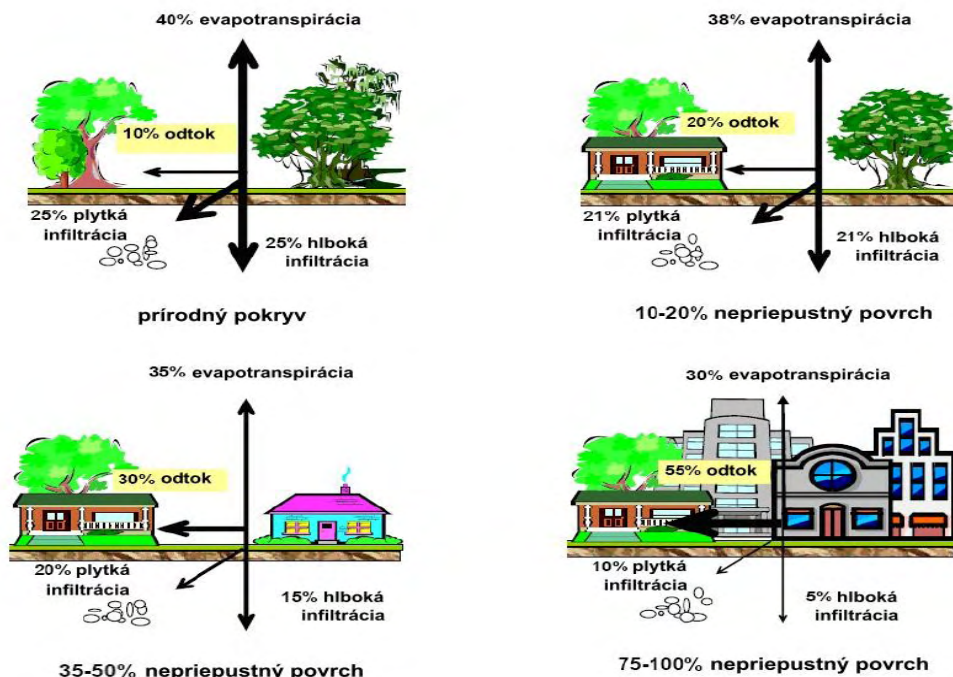 40% evapotranspirácia
10% odtok
25% plytká
infiltrácia
25% hlboká
infiltrácia
prírodný pokryv
38% evapotranspirácia
20% odtok
21% plytká
infiltrácia
21% hlboká
infiltrácia
10-20% nepriepustný povrch
35% evapotranspirácia
30% odtok
20% plytká
infiltrácia
15% hlboká
infiltrácia
35-50% nepriepustný povrch
30% evapotranspirácia
55% odtok
10% plytká
infiltrácia
5% hlboká
infiltrácia
75-100% nepriepustný povrch